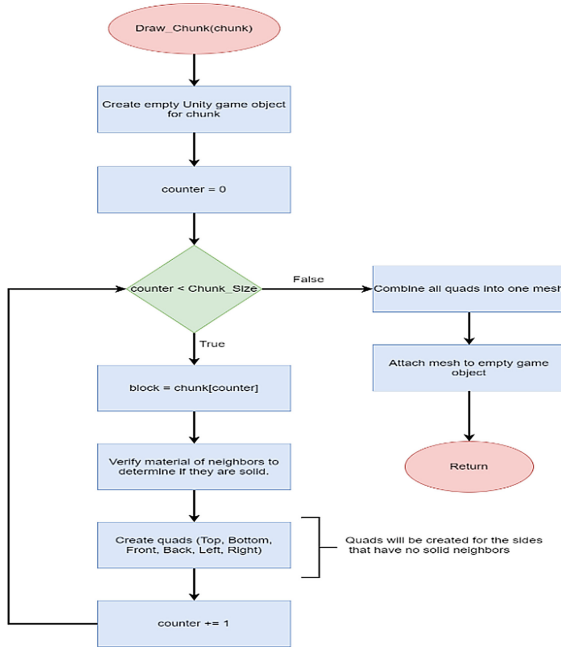 Draw_Chunk(chunk)
Create empty Unity game object
for chunk
counter = 0
counter < Chunk_Size
False
Combine all quads into one mesh
True
Attach mesh to empty game
object
block = chunk[counter]
Return
Verify material of neighbors to
determine if they are solid.
Create quads (Top, Bottom,
Front, Back, Left, Right)
Quads will be created for the sides
that have no solid neighbors
counter += 1